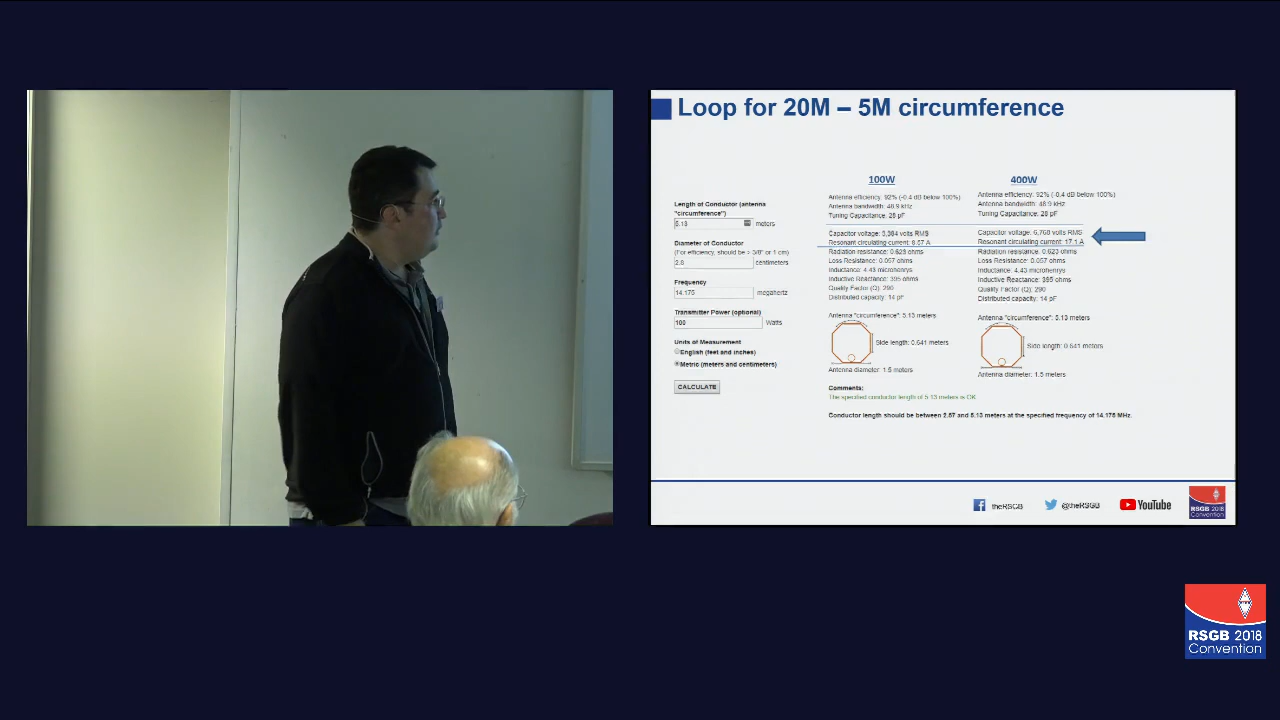 Loop for 20M – 5M circumference
Length of Conductor (antenna
"circumference")
5.13 meters
Diameter of Conductor
(For efficiency, should be > 3/8" or 1 cm)
2.8 centimeters
Frequency
14.175 megahertz
Transmitter Power (optional)
100 Watts
Units of Measurement
English (feet and inches)
Metric (meters and centimeters)
CALCULATE
100W
Antenna efficiency: 92% (-0.4 dB below 100%)
Antenna bandwidth: 48.9 kHz
Tuning Capacitance: 28 pF
Capacitor voltage: 3,384 volts RMS
Resonant circulating current: 8.57 A
Radiation resistance: 0.623 ohms
Loss Resistance: 0.057 ohms
Inductance: 4.43 microhenrys
Inductive Reactance: 395 ohms
Quality Factor (Q): 290
Distributed capacity: 14 pF
Antenna "circumference": 5.13 meters
Side length: 0.641 meters
Antenna diameter: 1.5 meters
Comments:
The specified conductor length of 5.13 meters is OK.
Conductor length should be between 2.57 and 5.13 meters at the specified frequency of 14.175 MHz.
400W
Antenna efficiency: 92% (-0.4 dB below 100%)
Antenna bandwidth: 48.9 kHz
Tuning Capacitance: 28 pF
Capacitor voltage: 6,768 volts RMS
Resonant circulating current: 17.1 A
Radiation resistance: 0.623 ohms
Loss Resistance: 0.057 ohms
Inductance: 4.43 microhenrys
Inductive Reactance: 395 ohms
Quality Factor (Q): 290
Distributed capacity: 14 pF
Antenna "circumference": 5.13 meters
Side length: 0.641 meters
Antenna diameter: 1.5 meters
theRSGB
@theRSGB
YouTube
RSGB 2018
Convention
RSGB 2018
Convention